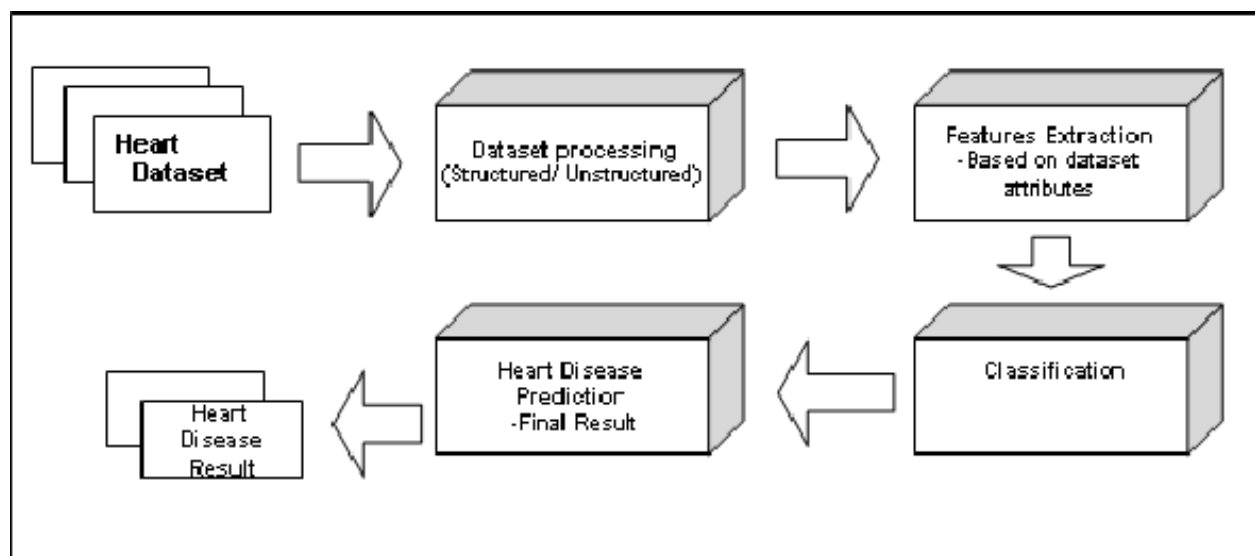 Heart
Dataset
Dataset processing
(Structured/ Unstructured)
Features Extraction
-Based on dataset
attributes
Classification
Heart Disease
Prediction
-Final Result
Heart
Disease
Result